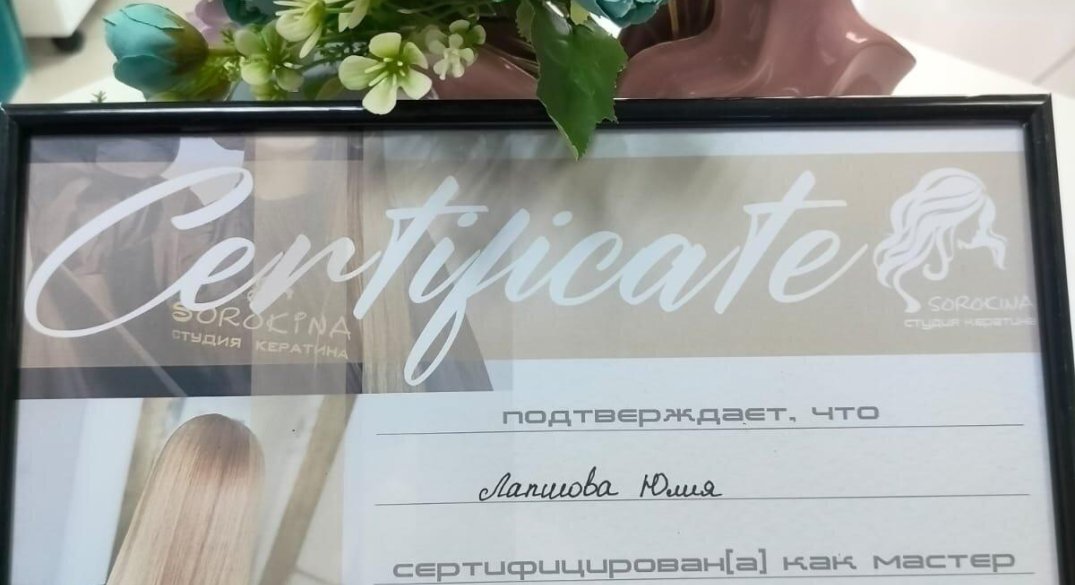 Certificate
SOROKINA
СТУДИЯ КЕРАТИНА
SOROKINA
СТУДИЯ КЕРАТИНА
ПОДТВЕРЖДАЕТ, ЧТО
Лапшова Юлия
СЕРТИФИЦИРОВАН[А] КАК МАСТЕР